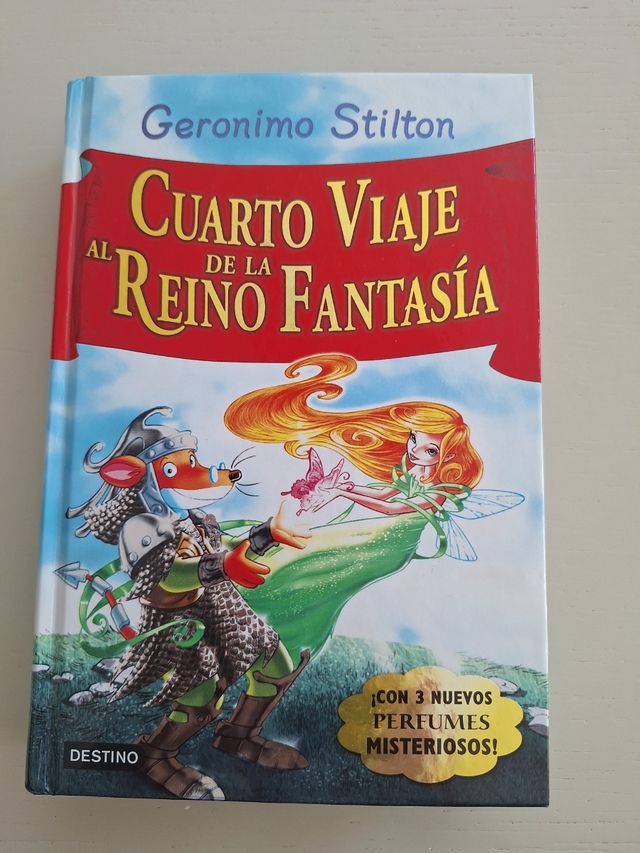 Geronimo Stilton
CUARTO VIAJE
AL REINO DE LA FANTASÍA
¡CON 3 NUEVOS
PERFUMES
MISTERIOSOS!
DESTINO